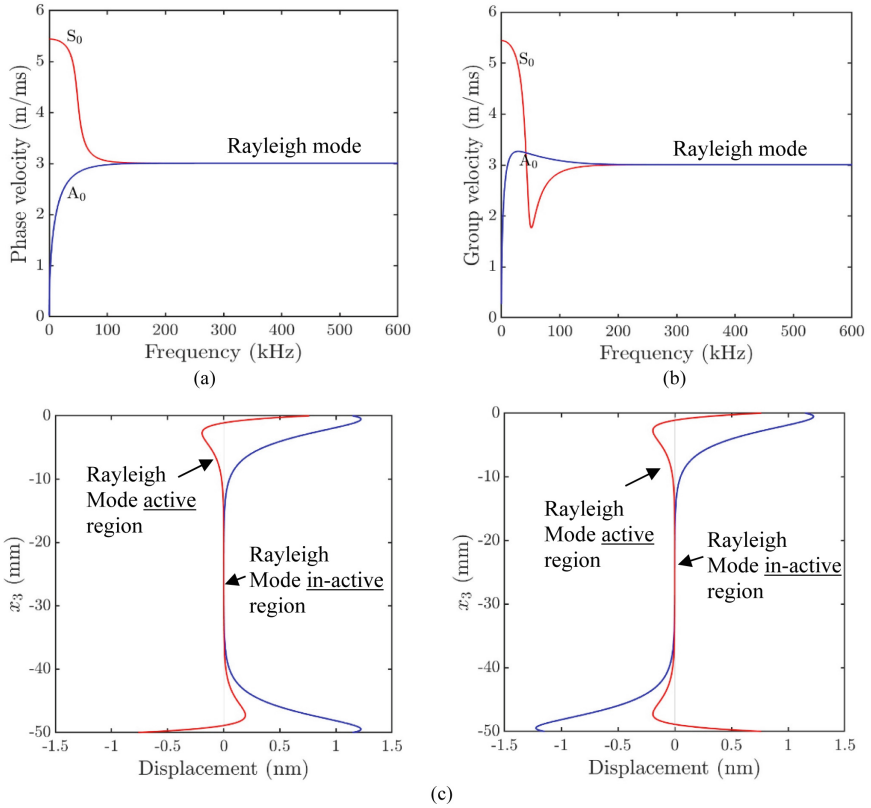 6
5
4
3
2
1
0
0 100 200 300 400 500 600
Phase velocity (m/ms)
Frequency (kHz)
S0
A0
Rayleigh mode
(a)
6
5
4
3
2
1
0
0 100 200 300 400 500 600
Group velocity (m/ms)
Frequency (kHz)
S0
A0
Rayleigh mode
(b)
0
-10
-20
-30
-40
-50
-1.5 -1 -0.5 0 0.5 1 1.5
x3 (mm)
Displacement (nm)
Rayleigh
Mode active
region
Rayleigh
Mode in-active
region
0
-10
-20
-30
-40
-50
-1.5 -1 -0.5 0 0.5 1 1.5
x3 (mm)
Displacement (nm)
Rayleigh
Mode active
region
Rayleigh
Mode in-active
region
(c)